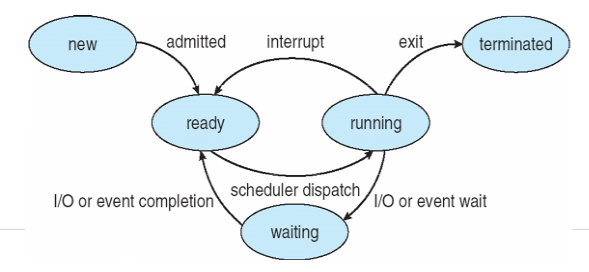 new
admitted
interrupt
exit
terminated
ready
running
I/O or event completion
scheduler dispatch
I/O or event wait
waiting